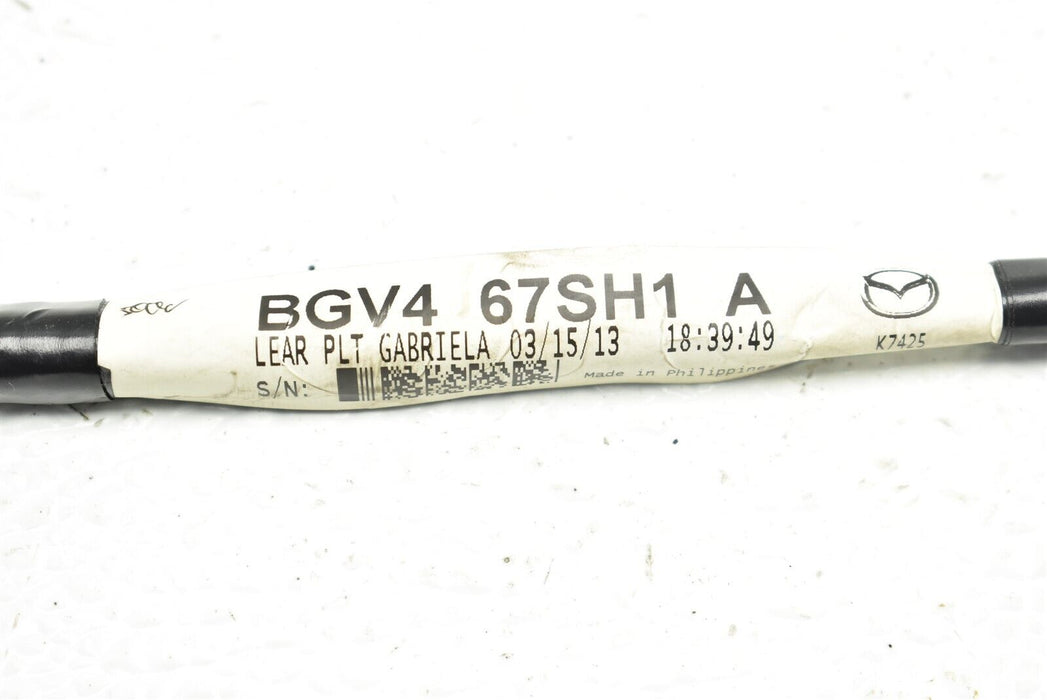 BGV4 67SH1 A
LEAR PLT GABRIELA 03/15/13 18:39:49
K7425
S/N:
Made in Philippines